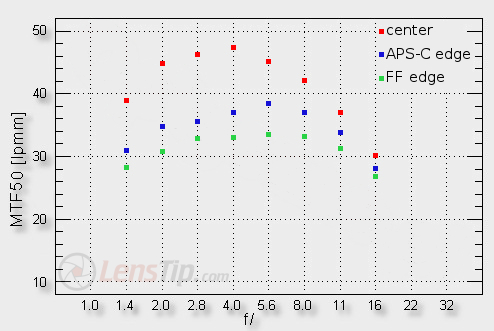 50
40
30
20
10
MTF50 [lpmm]
center
APS-C edge
FF edge
LensTip.com
1.0 1.4 2.0 2.8 4.0 5.6 8.0 11 16 22 32
f/